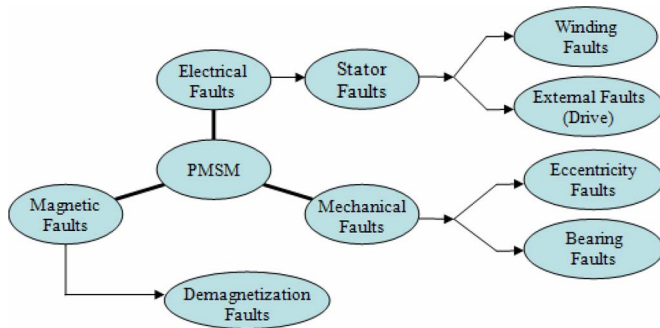 Electrical
Faults
Stator
Faults
Winding
Faults
External Faults
(Drive)
PMSM
Magnetic
Faults
Mechanical
Faults
Eccentricity
Faults
Bearing
Faults
Demagnetization
Faults